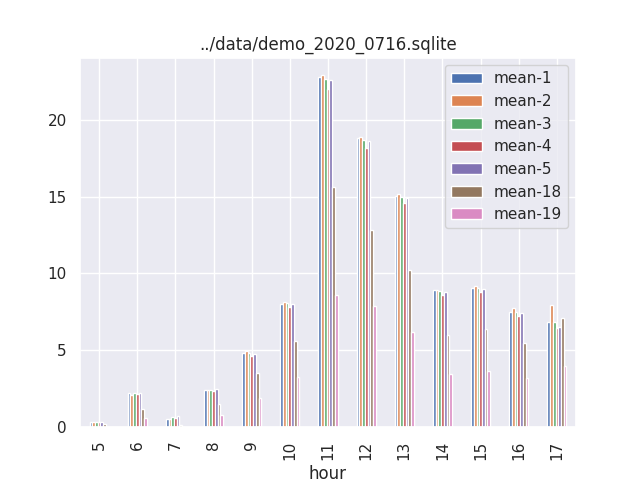 ../data/demo_2020_0716.sqlite
mean-1
mean-2
mean-3
mean-4
mean-5
mean-18
mean-19
20
15
10
5
0
5 6 7 8 9 10 11 12 13 14 15 16 17
hour